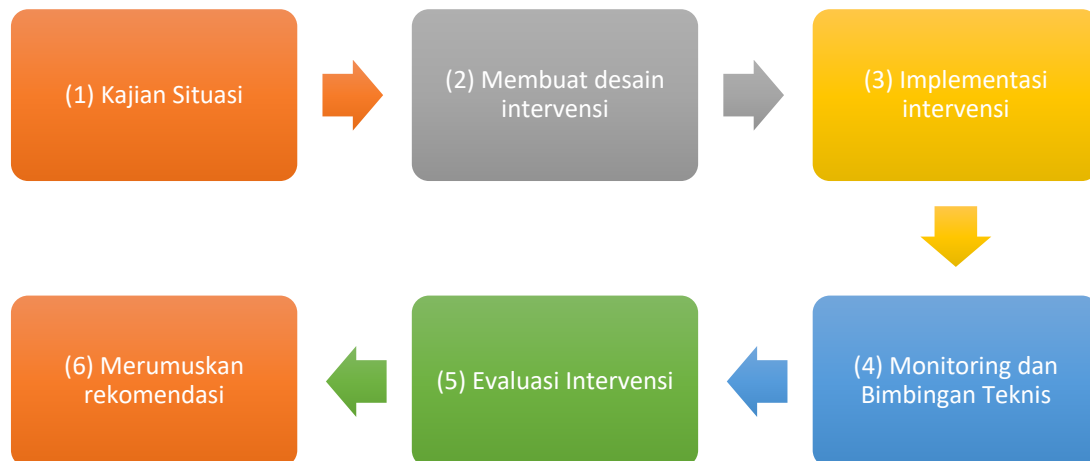 (1) Kajian Situasi
(2) Membuat desain
intervensi
(3) Implementasi
intervensi
(4) Monitoring dan
Bimbingan Teknis
(5) Evaluasi Intervensi
(6) Merumuskan
rekomendasi